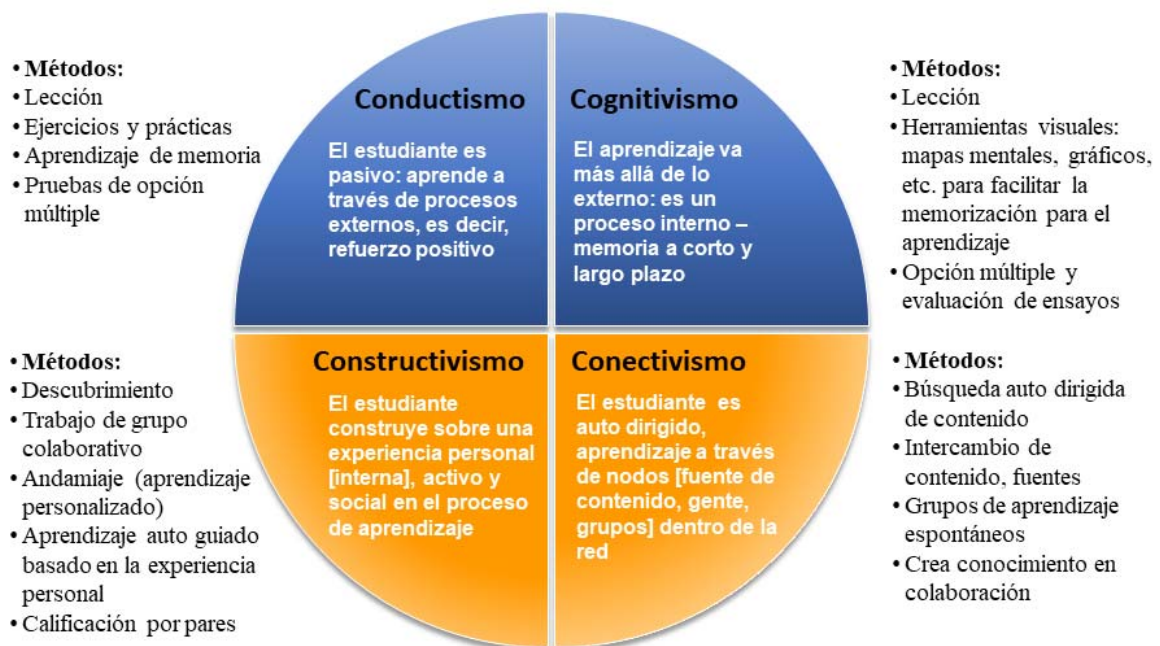 • Métodos:
• Lección
• Ejercicios y prácticas
• Aprendizaje de memoria
• Pruebas de opción
múltiple
Conductismo
El estudiante es
pasivo: aprende a
través de procesos
externos, es decir,
refuerzo positivo
Cognitivismo
El aprendizaje va
más allá de lo
externo: es un
proceso interno –
memoria a corto y
largo plazo
• Métodos:
• Lección
• Herramientas visuales:
mapas mentales, gráficos,
etc. para facilitar la
memorización para el
aprendizaje
• Opción múltiple y
evaluación de ensayos
• Métodos:
• Descubrimiento
• Trabajo de grupo
colaborativo
• Andamiaje (aprendizaje
personalizado)
• Aprendizaje auto guiado
basado en la experiencia
personal
• Calificación por pares
Constructivismo
El estudiante
construye sobre una
experiencia personal
[interna], activo y
social en el proceso
de aprendizaje
Conectivismo
El estudiante es
auto dirigido,
aprendizaje a través
de nodos [fuente de
contenido, gente,
grupos] dentro de la
red
• Métodos:
• Búsqueda auto dirigida
de contenido
• Intercambio de
contenido, fuentes
• Grupos de aprendizaje
espontáneos
• Crea conocimiento en
colaboración